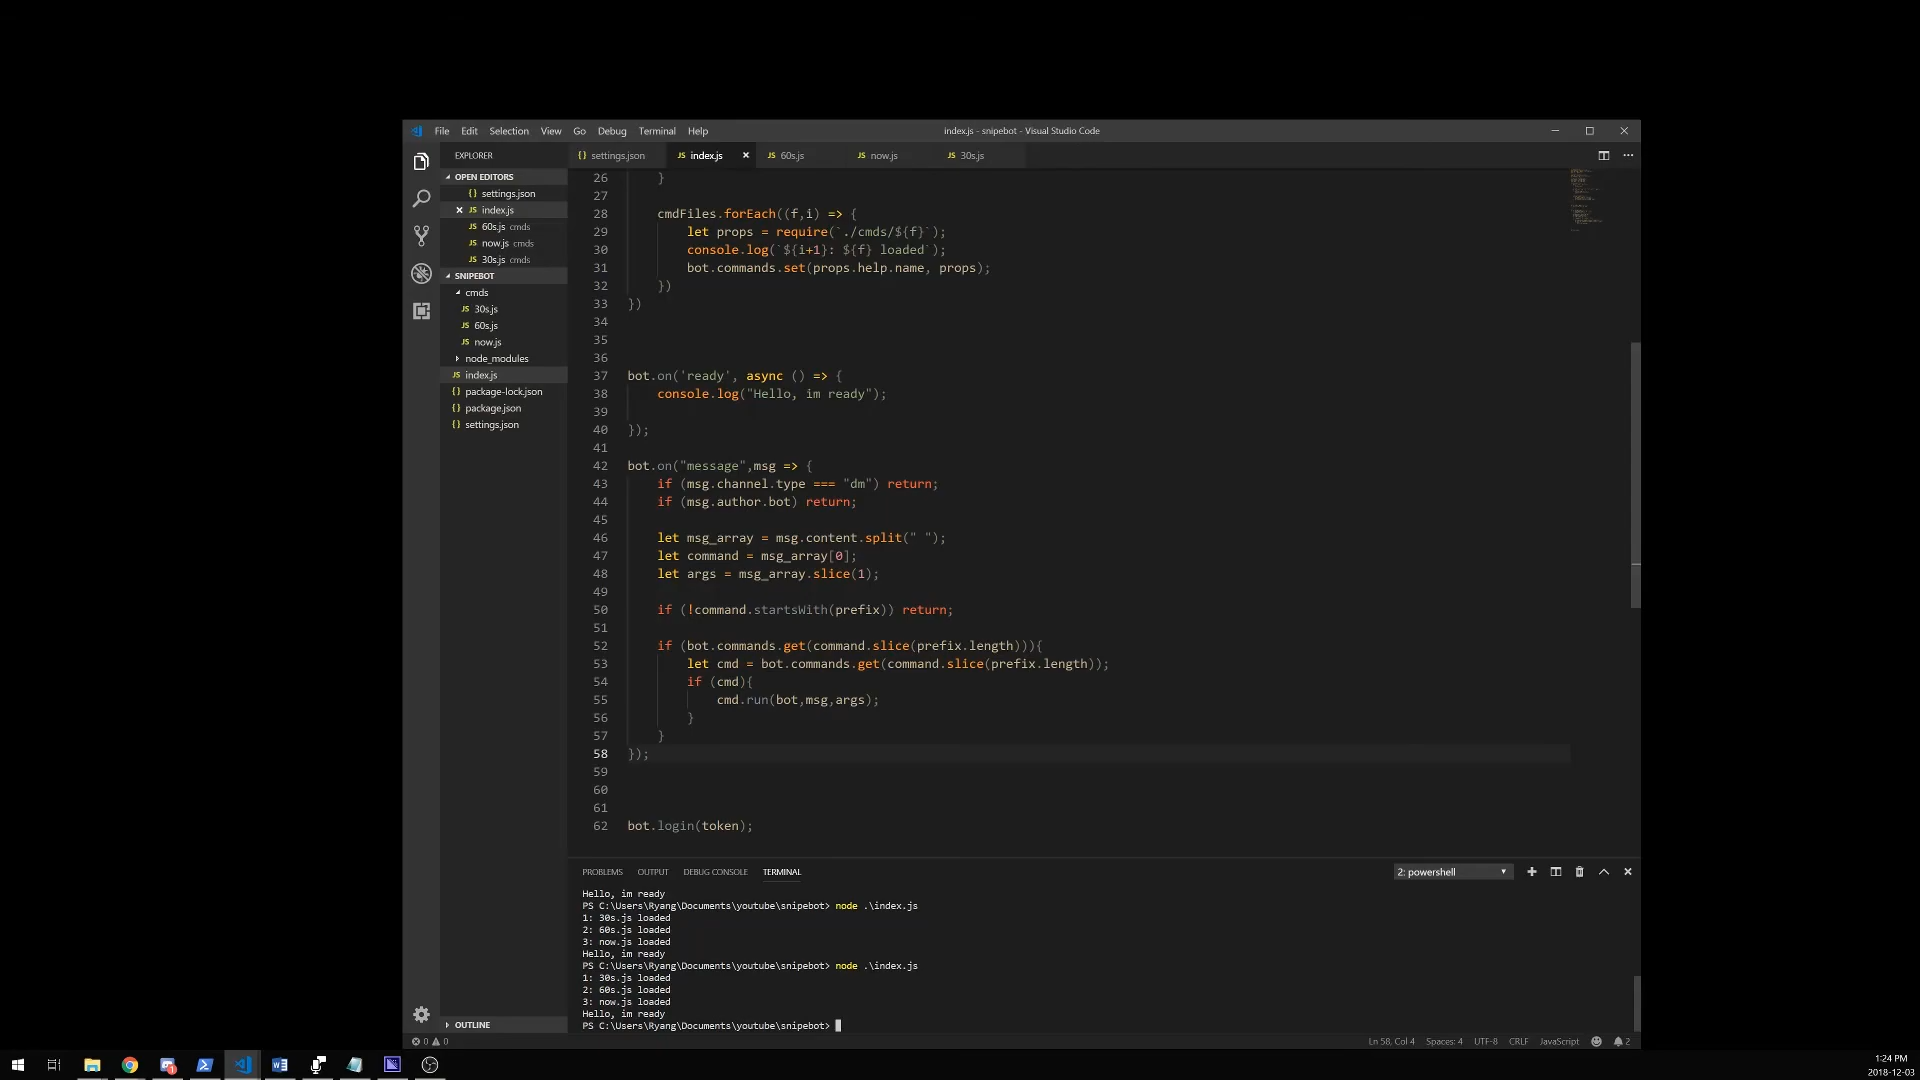 File Edit Selection View Go Debug Terminal Help
index.js - snipebot - Visual Studio Code
EXPLORER
OPEN EDITORS
{} settings.json
JS index.js
JS 60s.js cmds
JS now.js cmds
JS 30s.js cmds
SNIPEBOT
cmds
JS 30s.js
JS 60s.js
JS now.js
node_modules
JS index.js
{} package-lock.json
{} package.json
{} settings.json
OUTLINE
{} settings.json JS index.js JS 60s.js JS now.js JS 30s.js
26 }
27
28 cmdFiles.forEach((f,i) => {
29 let props = require(`./cmds/${f}`);
30 console.log(`${i+1}: ${f} loaded`);
31 bot.commands.set(props.help.name, props);
32 })
33 })
34
35
36
37 bot.on('ready', async () => {
38 console.log("Hello, im ready");
39
40 });
41
42 bot.on("message",msg => {
43 if (msg.channel.type === "dm") return;
44 if (msg.author.bot) return;
45
46 let msg_array = msg.content.split(" ");
47 let command = msg_array[0];
48 let args = msg_array.slice(1);
49
50 if (!command.startsWith(prefix)) return;
51
52 if (bot.commands.get(command.slice(prefix.length))){
53 let cmd = bot.commands.get(command.slice(prefix.length));
54 if (cmd){
55 cmd.run(bot,msg,args);
56 }
57 }
58 });
59
60
61
62 bot.login(token);
PROBLEMS OUTPUT DEBUG CONSOLE TERMINAL
2: powershell
Hello, im ready
PS C:\Users\Ryang\Documents\youtube\snipebot> node .\index.js
1: 30s.js loaded
2: 60s.js loaded
3: now.js loaded
Hello, im ready
PS C:\Users\Ryang\Documents\youtube\snipebot> node .\index.js
1: 30s.js loaded
2: 60s.js loaded
3: now.js loaded
Hello, im ready
PS C:\Users\Ryang\Documents\youtube\snipebot>
0 0
Ln 58, Col 4 Spaces: 4 UTF-8 CRLF JavaScript 2
1:24 PM
2018-12-03